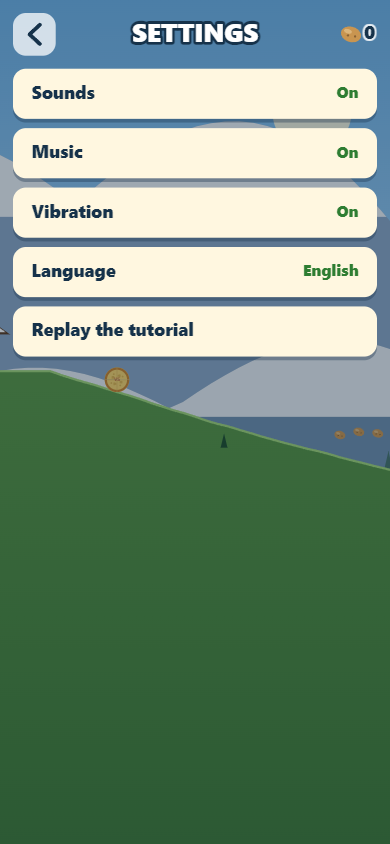 SETTINGS
0
Sounds On
Music On
Vibration On
Language English
Replay the tutorial